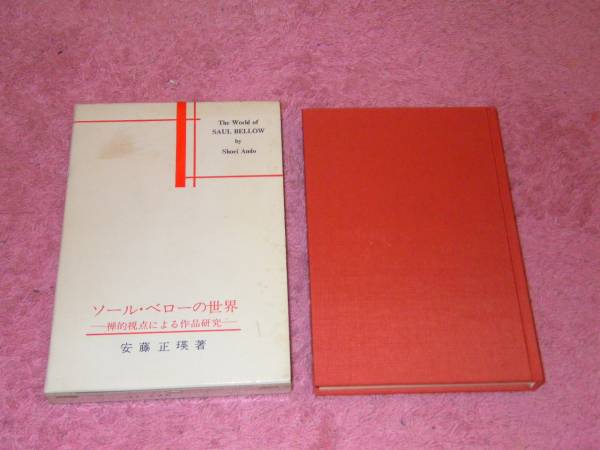 The World of
SAUL BELLOW
by
Shoei Ando
ソール・ベローの世界
―禅的視点による作品研究―
安藤正瑛著